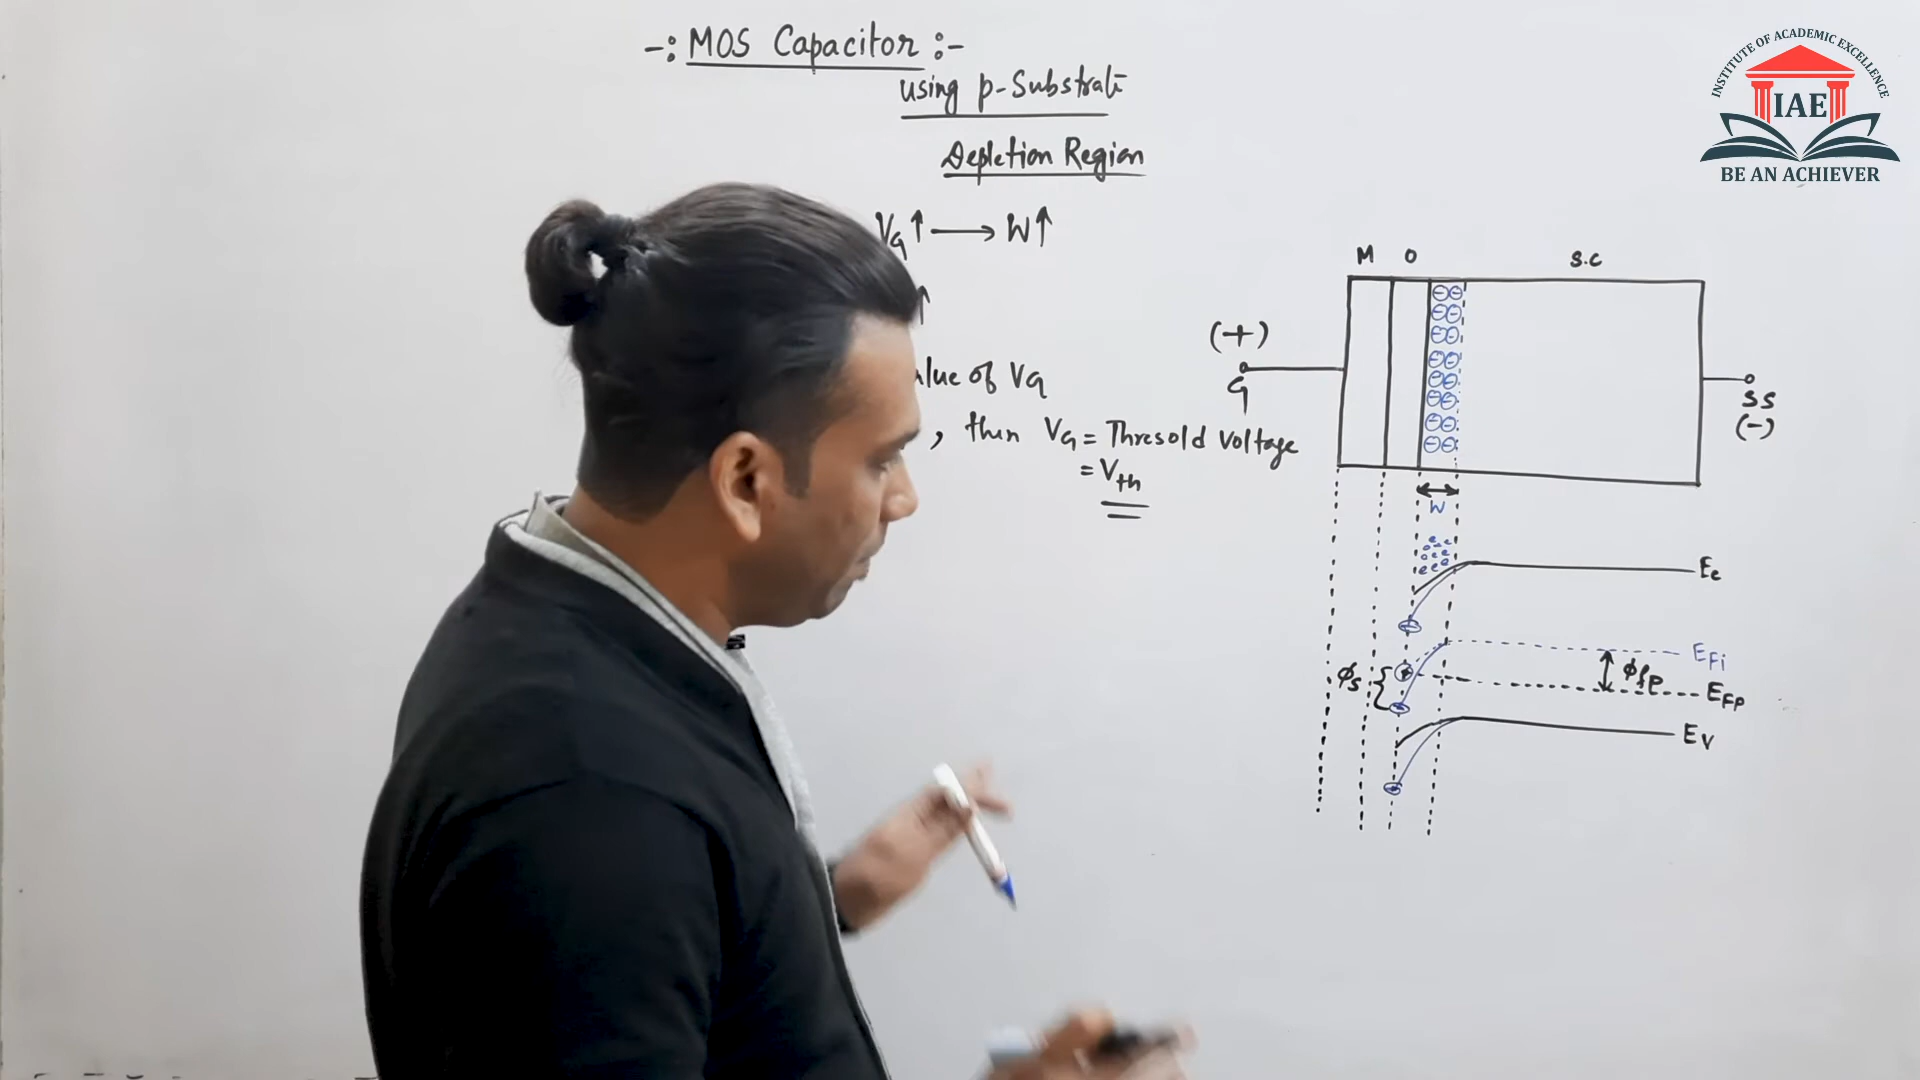 -: MOS Capacitor :-
using p-Substrate
Depletion Region
VG↑ → W↑
↑
value of VG
, then VG = Thresold voltage
= Vth
INSTITUTE OF ACADEMIC EXCELLENCE
IAE
BE AN ACHIEVER
M O S.C
(+)
G
SS
(-)
W
Ec
EFi
ϕs
ϕfp
EFp
Ev